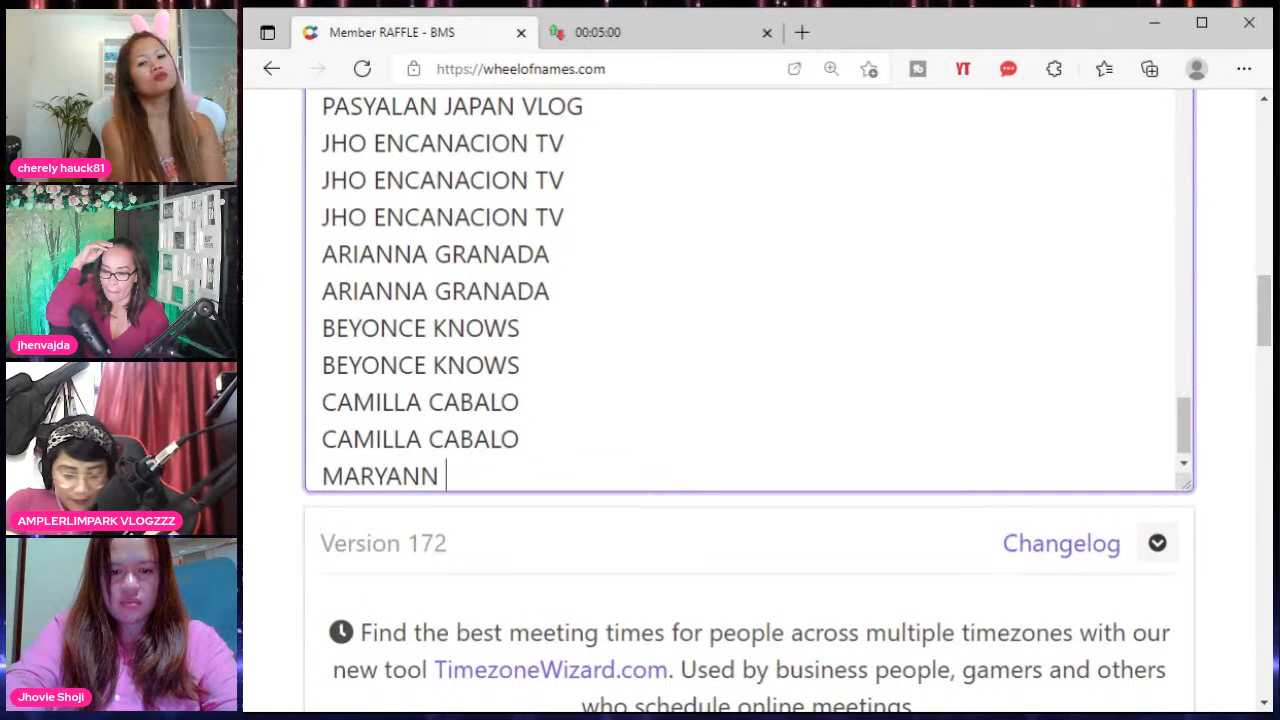 cherely hauck81
jhenvajda
AMPLERLIMPARK VLOGZZZ
Jhovie Shoji
Member RAFFLE - BMS
00:05:00
https://wheelofnames.com
YT
PASYALAN JAPAN VLOG
JHO ENCANACION TV
JHO ENCANACION TV
JHO ENCANACION TV
ARIANNA GRANADA
ARIANNA GRANADA
BEYONCE KNOWS
BEYONCE KNOWS
CAMILLA CABALO
CAMILLA CABALO
MARYANN
Version 172
Changelog
Find the best meeting times for people across multiple timezones with our
new tool TimezoneWizard.com. Used by business people, gamers and others
who schedule online meetings.